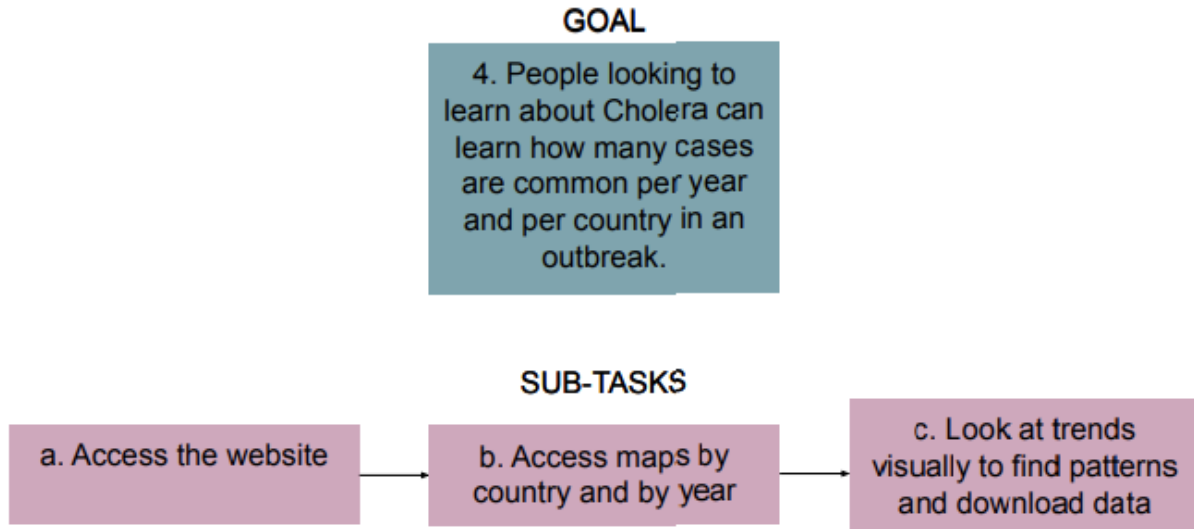 GOAL
4. People looking to
learn about Cholera can
learn how many cases
are common per year
and per country in an
outbreak.
SUB-TASKS
a. Access the website
b. Access maps by
country and by year
c. Look at trends
visually to find patterns
and download data